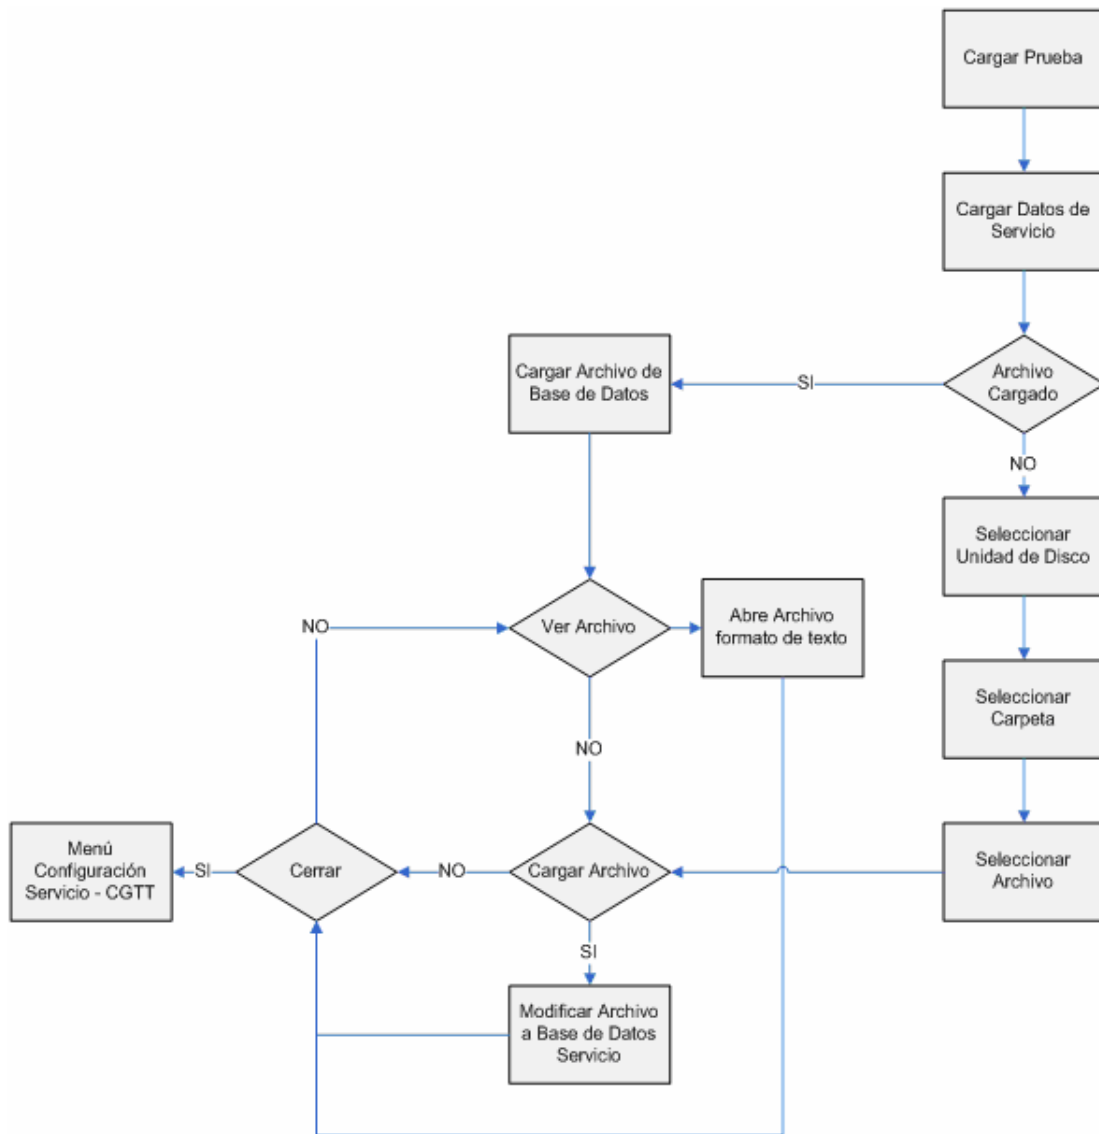 Cargar Prueba
Cargar Datos de
Servicio
Cargar Archivo de
Base de Datos
SI
Archivo
Cargado
NO
Seleccionar
Unidad de Disco
NO
Ver Archivo
Abre Archivo
formato de texto
Seleccionar
Carpeta
NO
Menú
Configuración
Servicio - CGTT
SI
Cerrar
NO
Cargar Archivo
Seleccionar
Archivo
SI
Modificar Archivo
a Base de Datos
Servicio